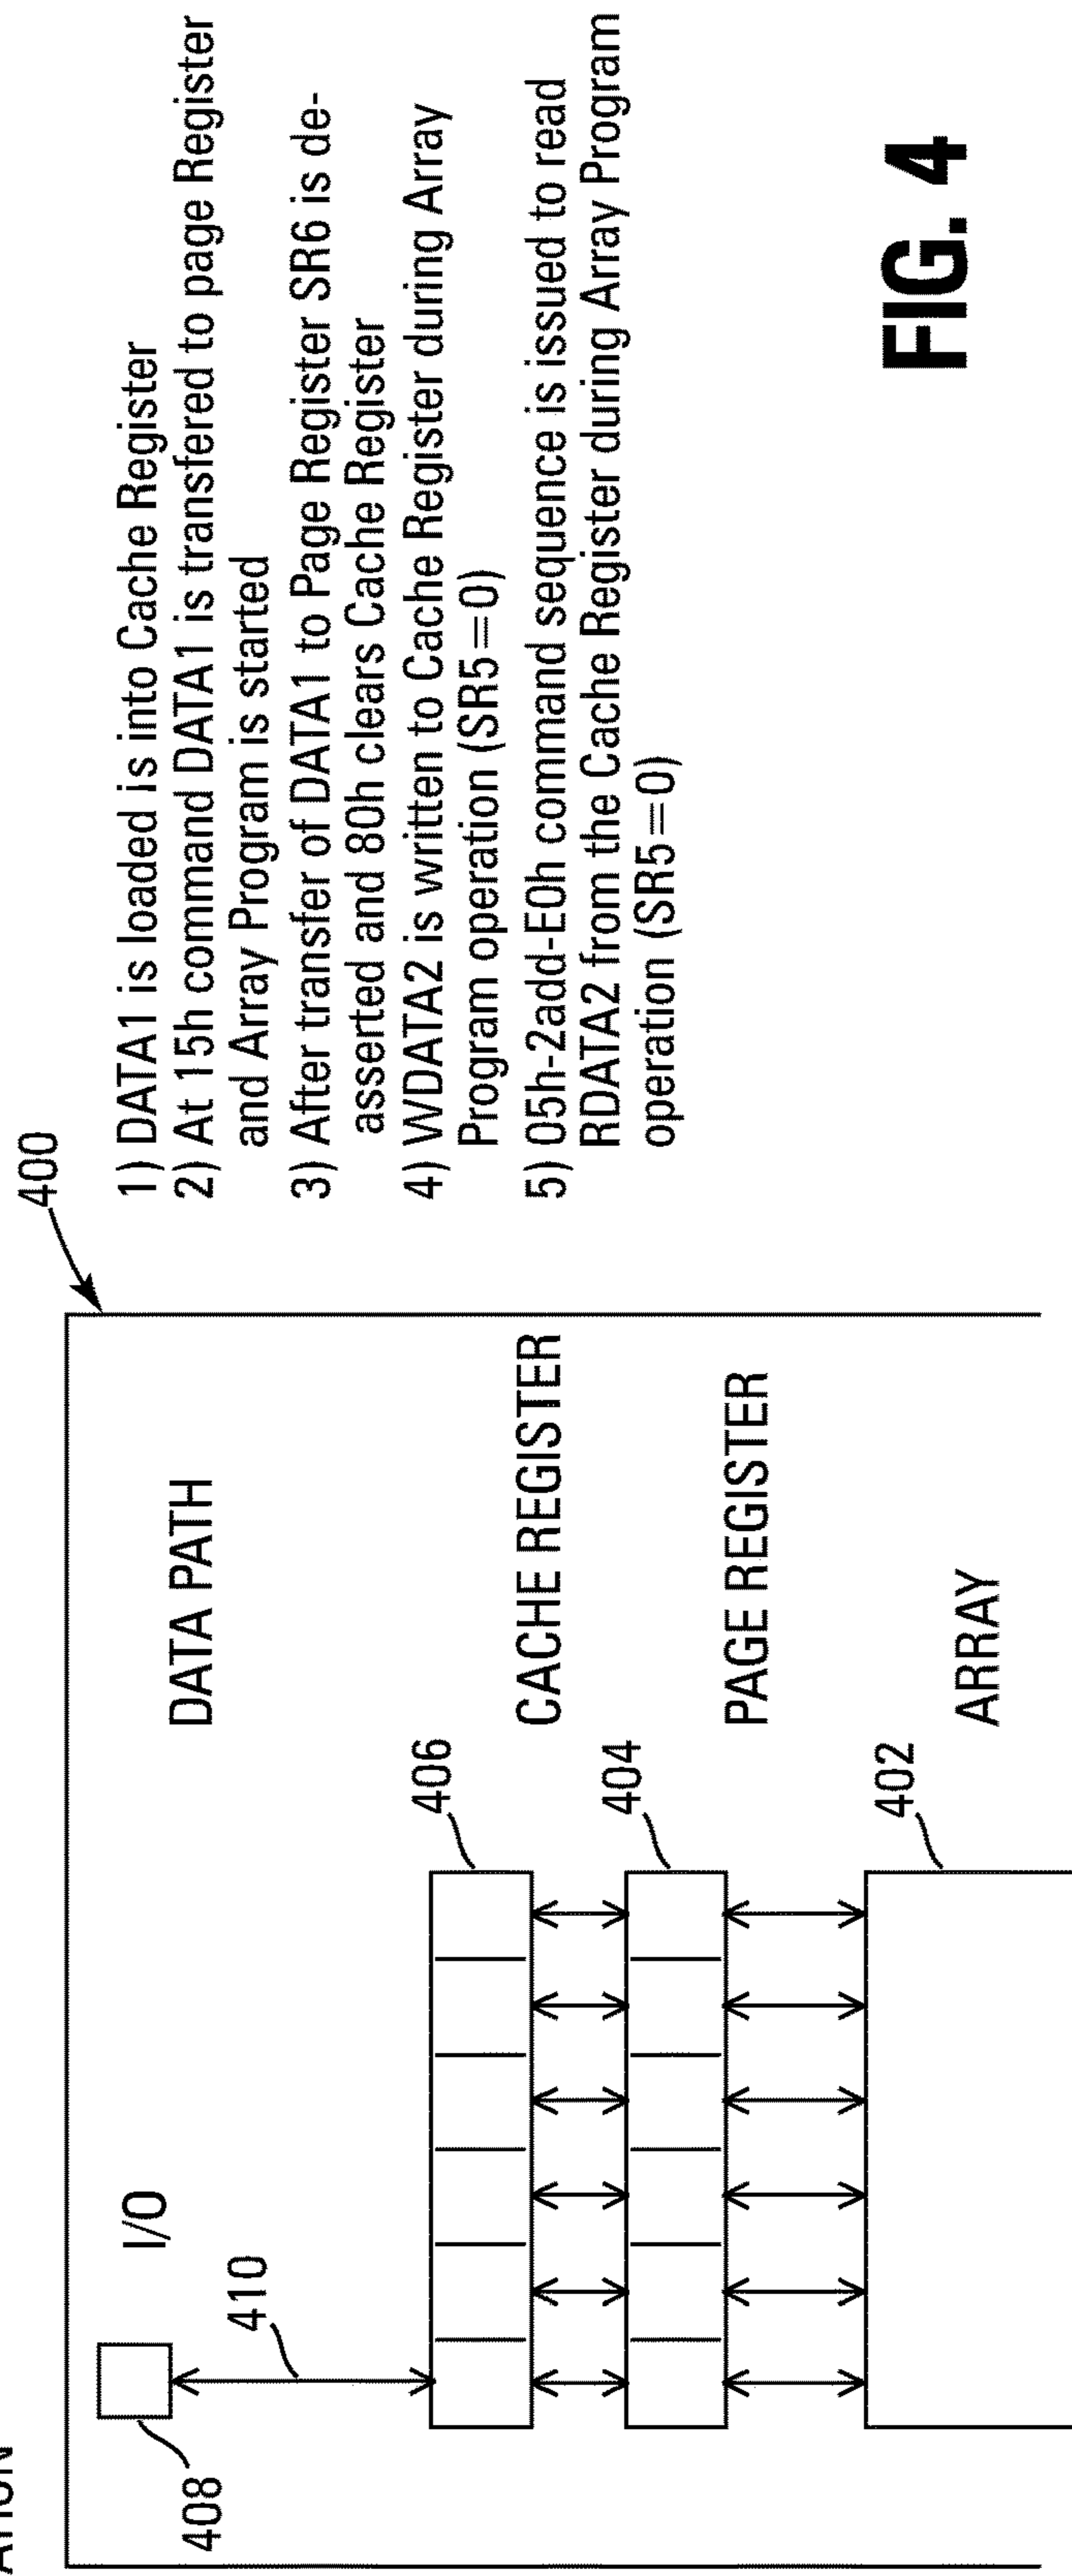 400
1) DATA1 is loaded is into Cache Register
2) At 15h command DATA1 is transfered to page Register
and Array Program is started
3) After transfer of DATA1 to Page Register SR6 is de-
asserted and 80h clears Cache Register
4) WDATA2 is written to Cache Register during Array
Program operation (SR5=0)
5) 05h-2add-E0h command sequence is issued to read
RDATA2 from the Cache Register during Array Program
operation (SR5=0)
I/O
DATA PATH
408
410
406
CACHE REGISTER
404
PAGE REGISTER
402
ARRAY
FIG. 4